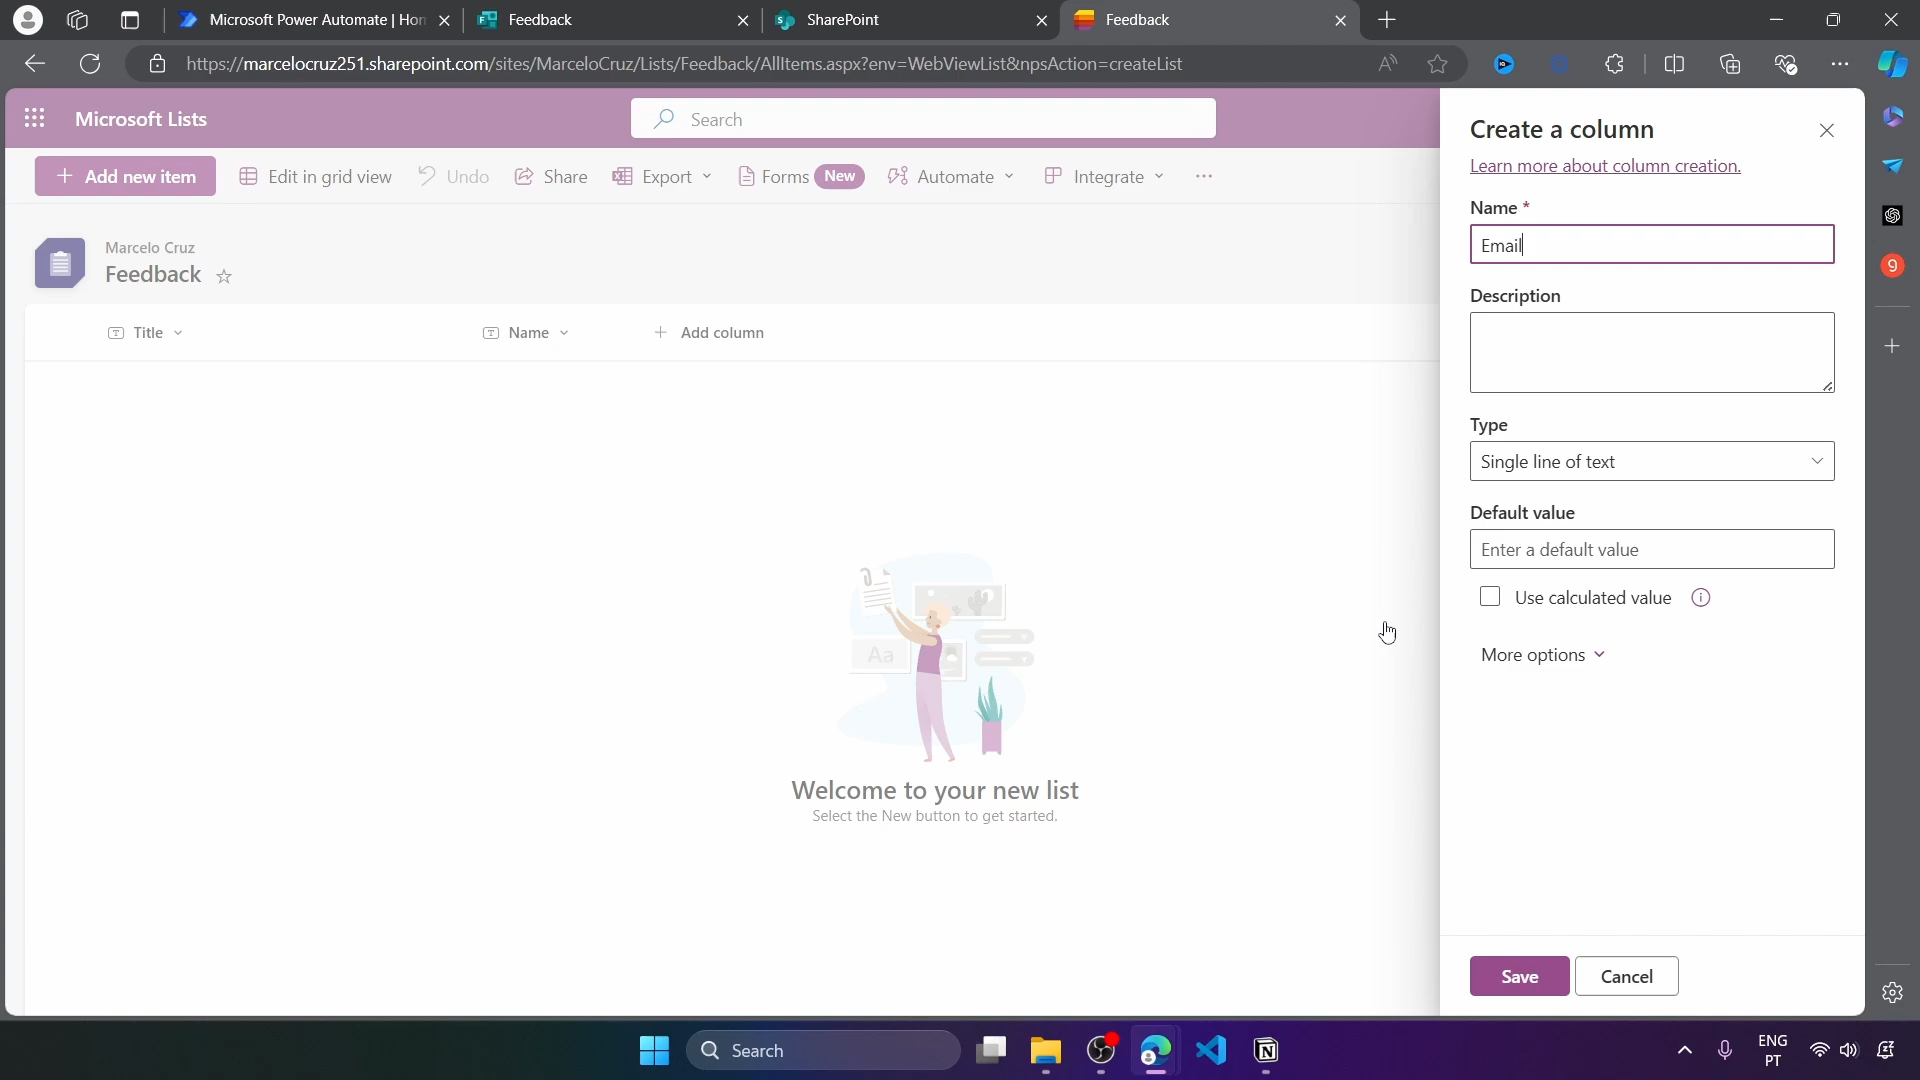 Microsoft Power Automate | Hon
Feedback
SharePoint
Feedback
https://marcelocruz251.sharepoint.com/sites/MarceloCruz/Lists/Feedback/AllItems.aspx?env=WebViewList&npsAction=createList
Microsoft Lists
Search
Add new item
Edit in grid view
Undo
Share
Export
Forms New
Automate
Integrate
Marcelo Cruz
Feedback
Title
Name
Add column
Aa
Welcome to your new list
Select the New button to get started.
Create a column
Learn more about column creation.
Name *
Email
Description
Type
Single line of text
Default value
Enter a default value
Use calculated value
More options
Save
Cancel
9
Search
ENG
PT